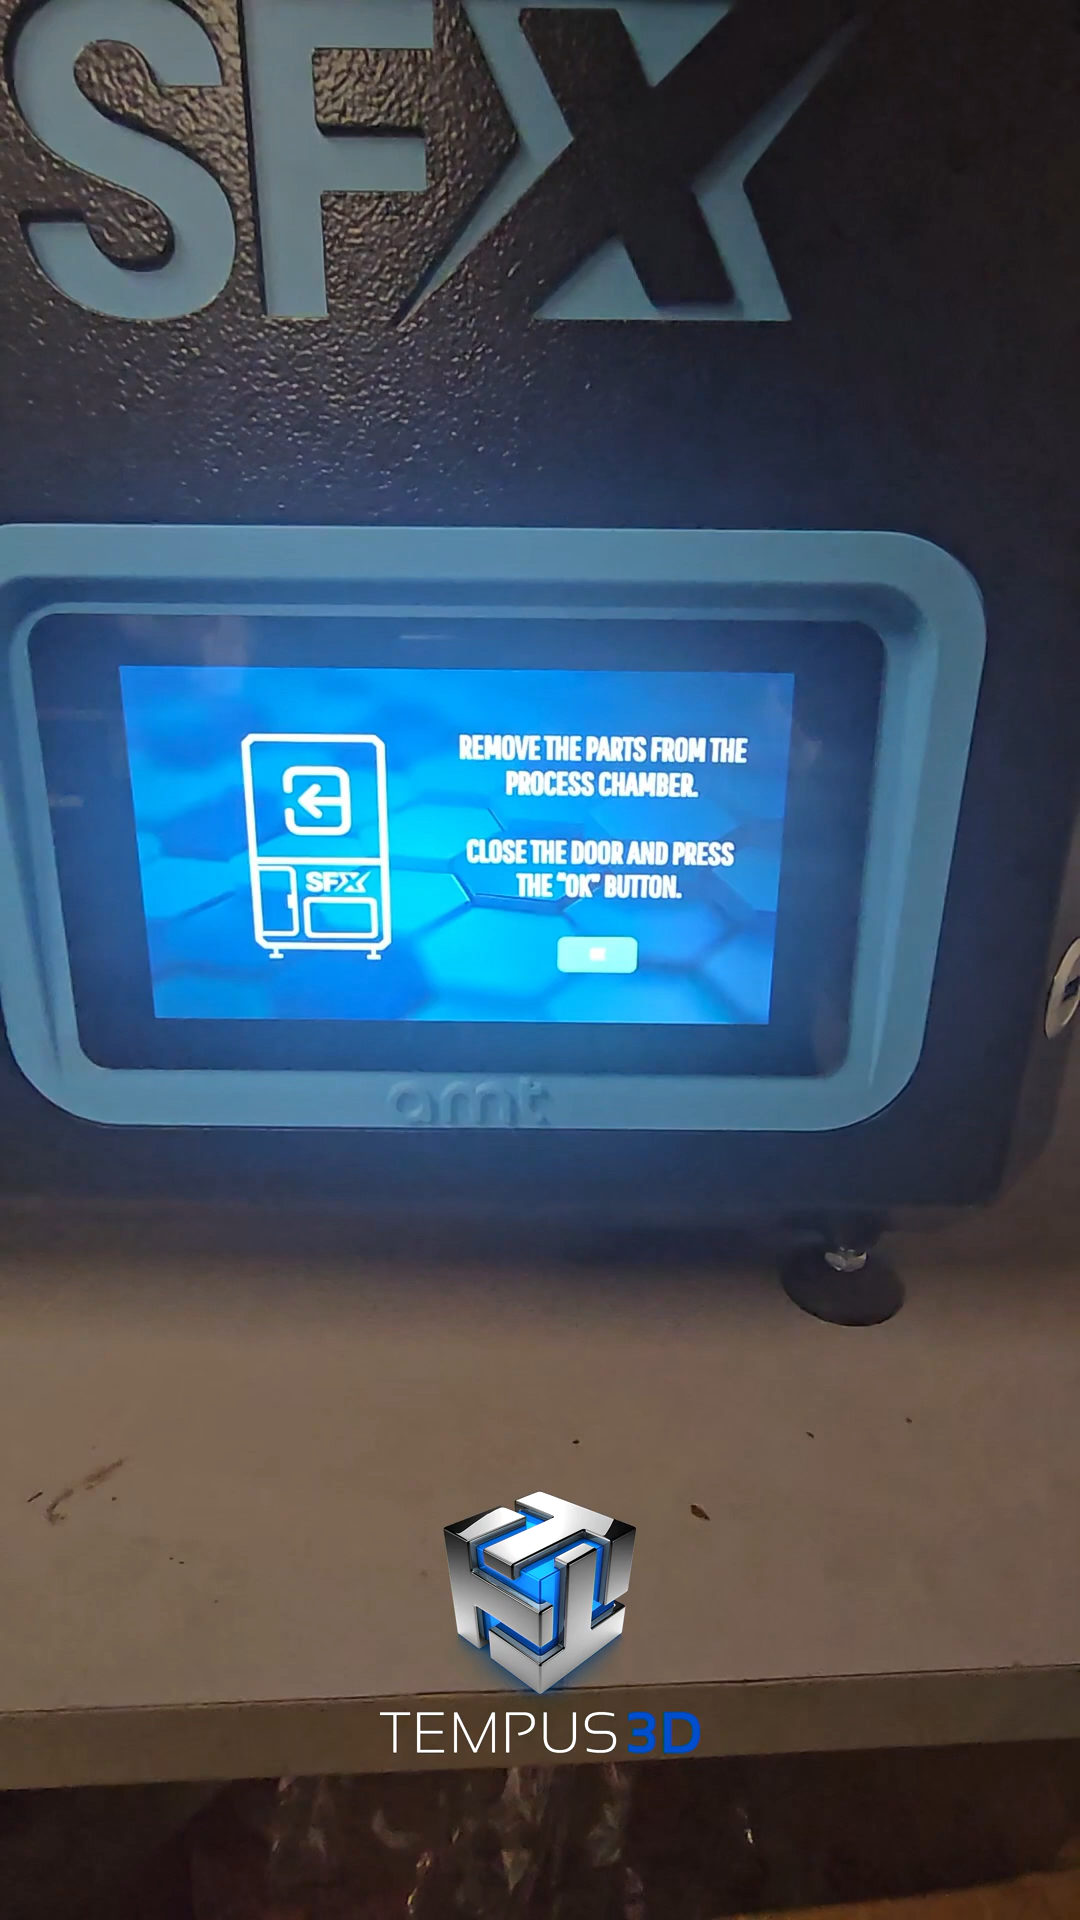 SFX
REMOVE THE PARTS FROM THE
PROCESS CHAMBER.
CLOSE THE DOOR AND PRESS
THE "OK" BUTTON.
SFX
OK
amt
TEMPUS3D